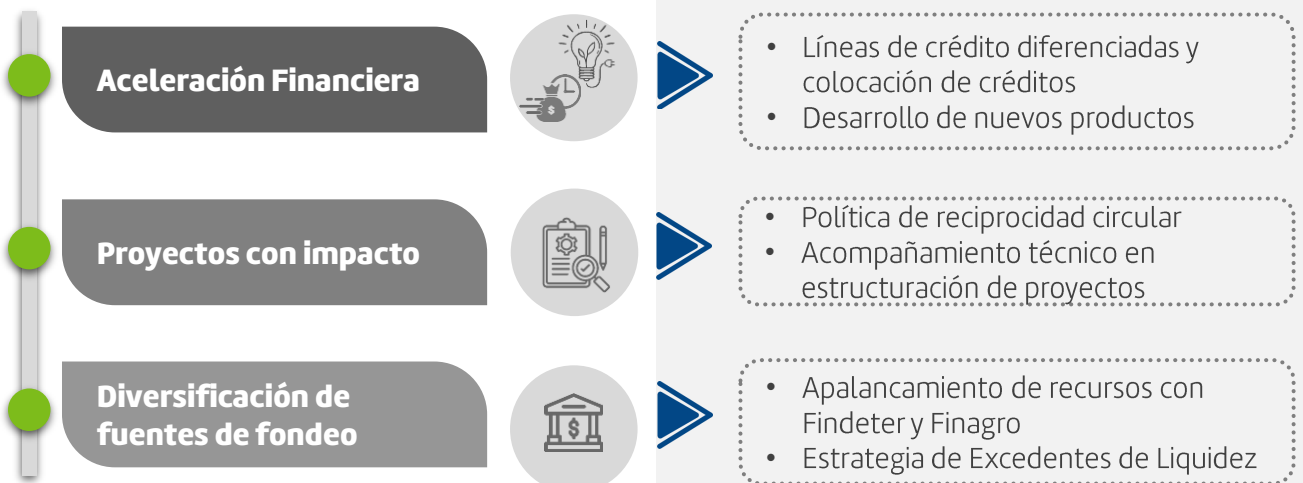 Aceleración Financiera
• Líneas de crédito diferenciadas y
colocación de créditos
• Desarrollo de nuevos productos
Proyectos con impacto
• Política de reciprocidad circular
• Acompañamiento técnico en
estructuración de proyectos
Diversificación de
fuentes de fondeo
• Apalancamiento de recursos con
Findeter y Finagro
• Estrategia de Excedentes de Liquidez